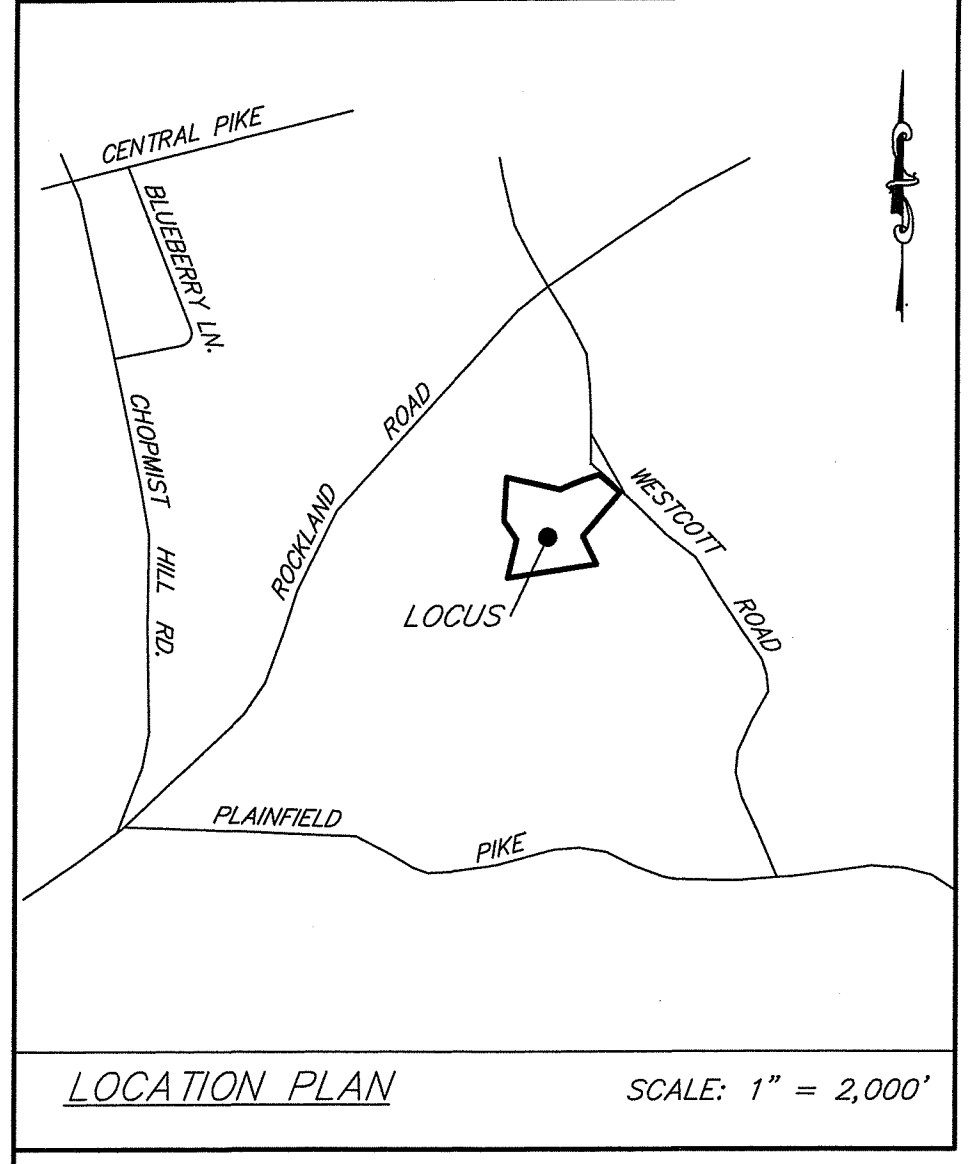 CENTRAL PIKE
BLUEBERRY LN.
CHOPMIST HILL RD.
ROCKLAND ROAD
WESTCOTT ROAD
LOCUS
PLAINFIELD PIKE
LOCATION PLAN
SCALE: 1" = 2,000'